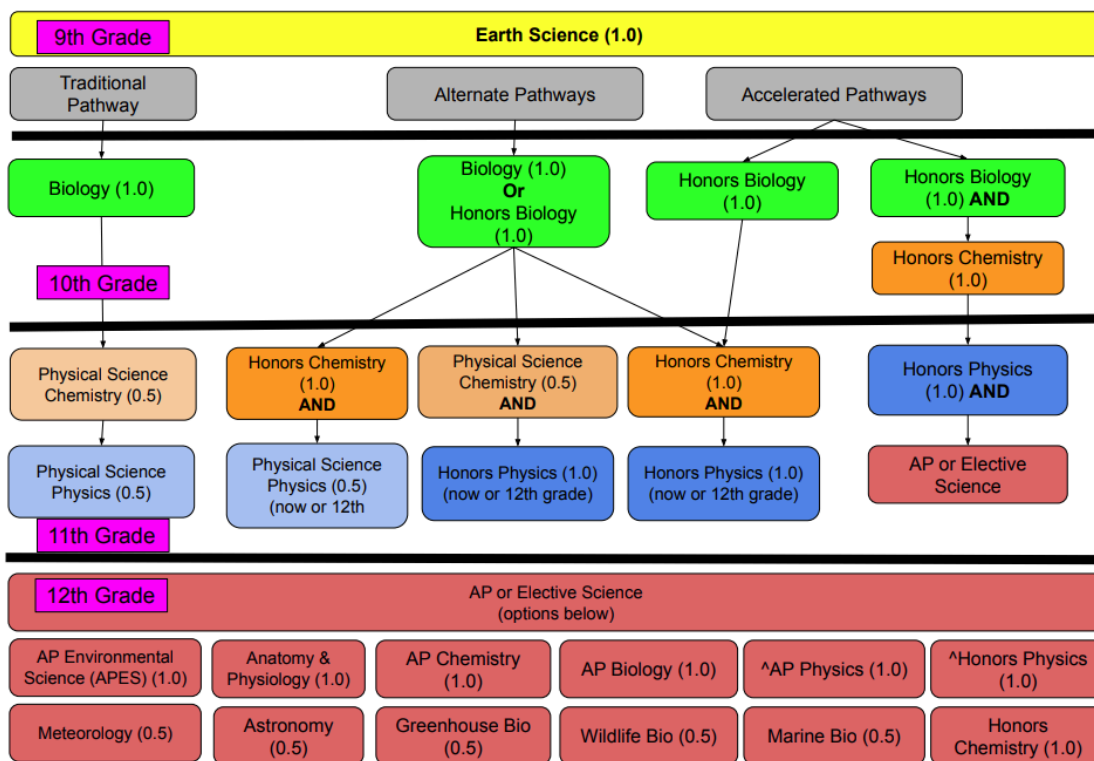 9th Grade
Earth Science (1.0)
Traditional
Pathway
Alternate Pathways
Accelerated Pathways
Biology (1.0)
Biology (1.0)
Or
Honors Biology
(1.0)
Honors Biology
(1.0)
Honors Biology
(1.0) AND
Honors Chemistry
(1.0)
10th Grade
Physical Science
Chemistry (0.5)
Honors Chemistry
(1.0)
AND
Physical Science
Chemistry (0.5)
AND
Honors Chemistry
(1.0)
AND
Honors Physics
(1.0) AND
Physical Science
Physics (0.5)
Physical Science
Physics (0.5)
(now or 12th
Honors Physics (1.0)
(now or 12th grade)
Honors Physics (1.0)
(now or 12th grade)
AP or Elective
Science
11th Grade
12th Grade
AP or Elective Science
(options below)
AP Environmental
Science (APES) (1.0)
Anatomy &
Physiology (1.0)
AP Chemistry
(1.0)
AP Biology (1.0)
^AP Physics (1.0)
^Honors Physics
(1.0)
Meteorology (0.5)
Astronomy
(0.5)
Greenhouse Bio
(0.5)
Wildlife Bio (0.5)
Marine Bio (0.5)
Honors
Chemistry (1.0)